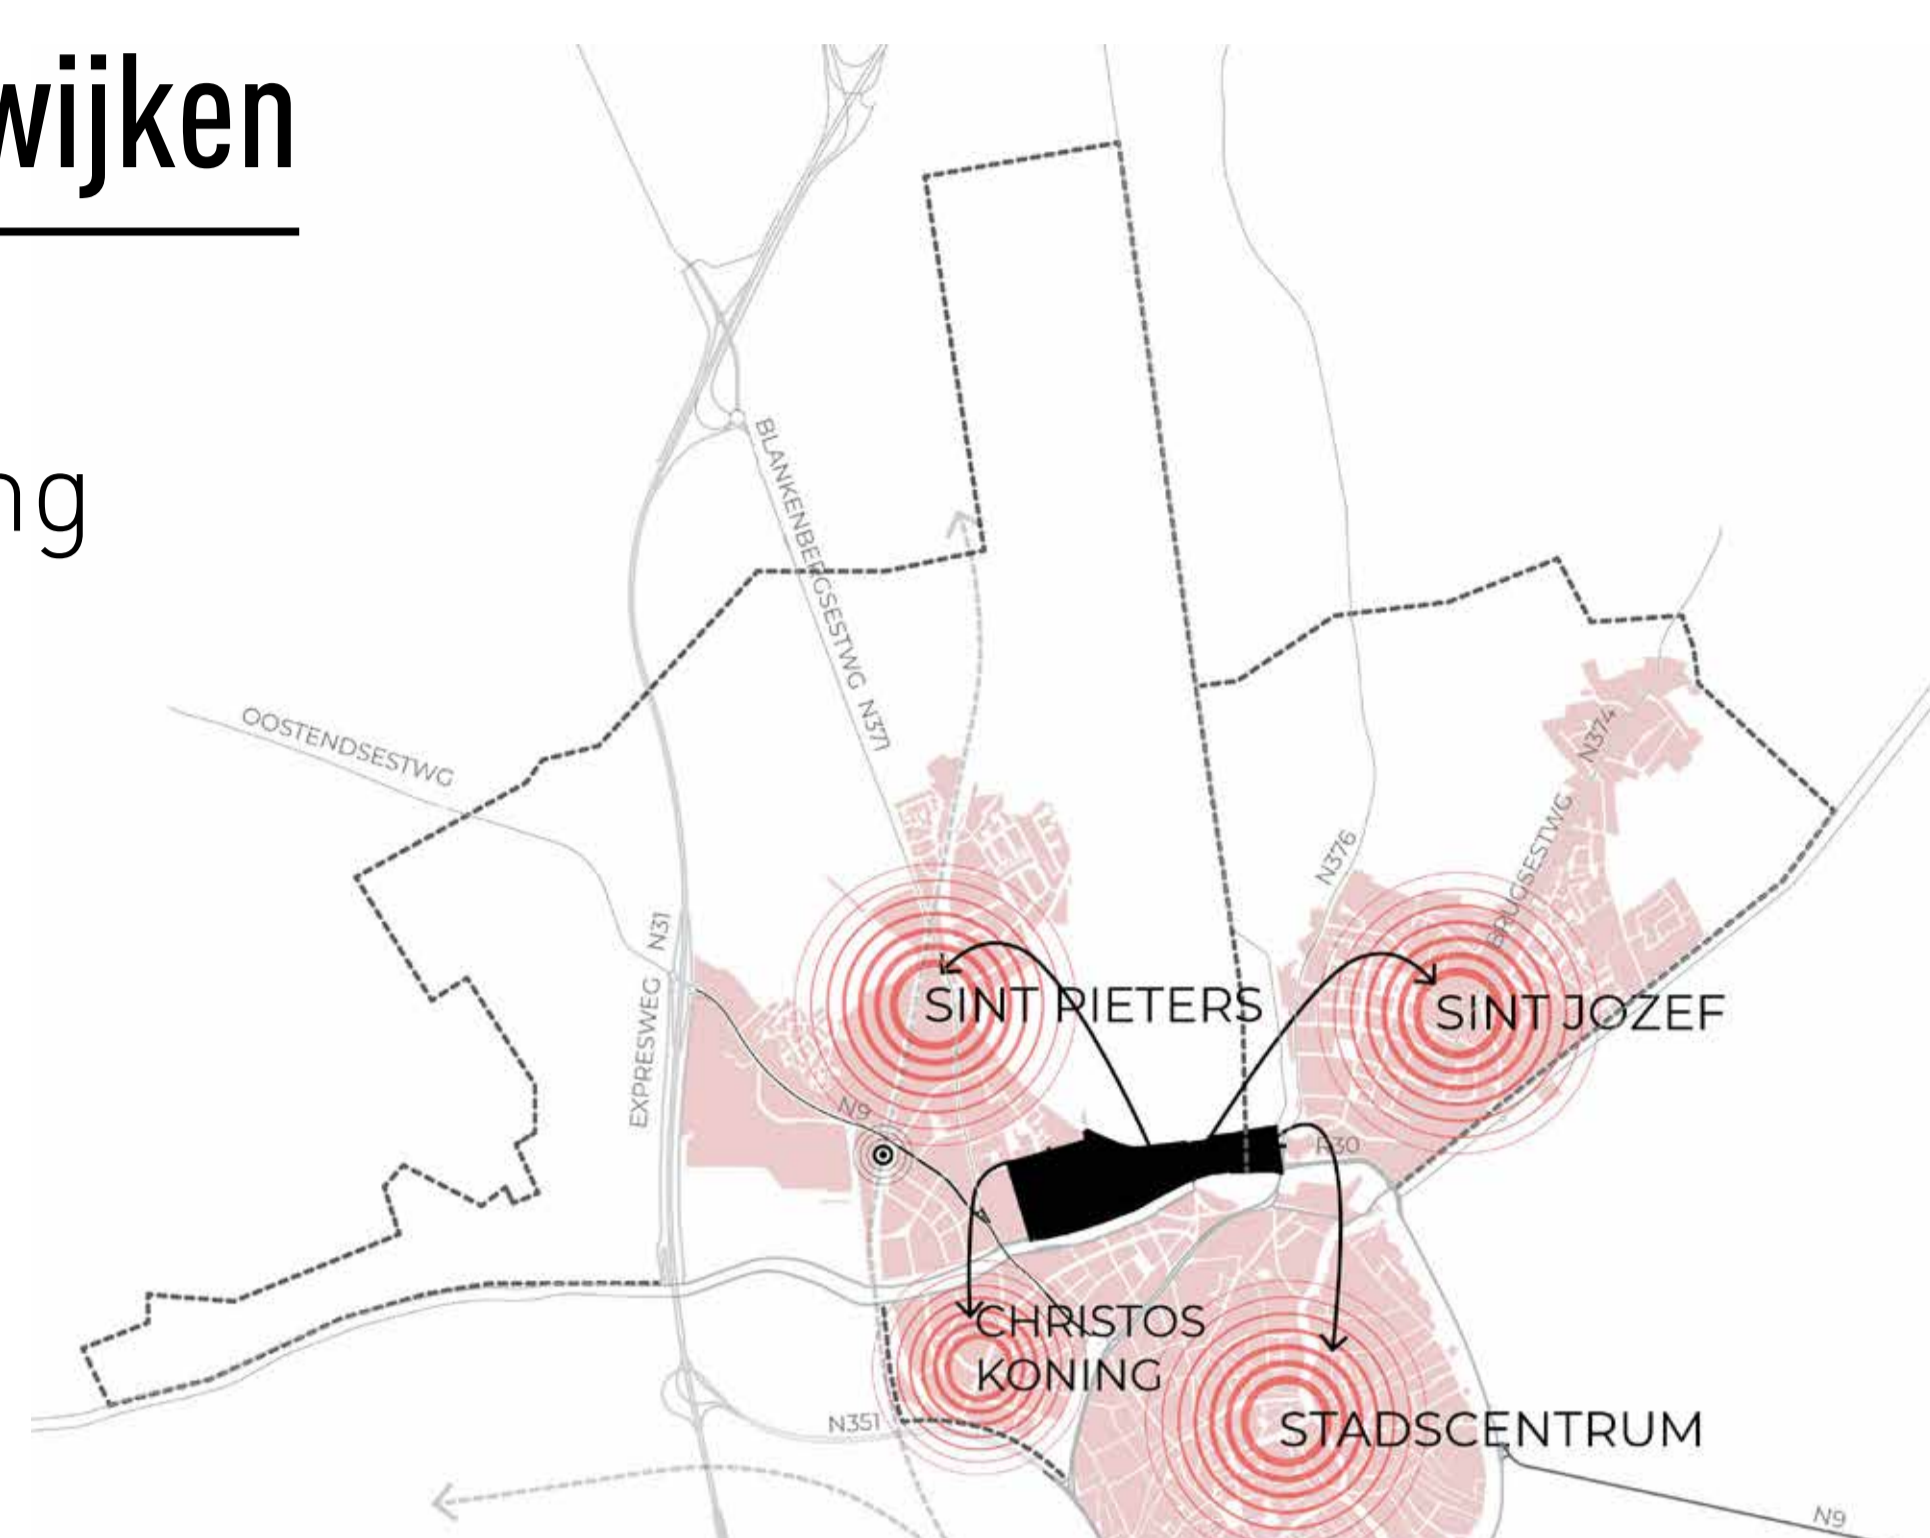 wijken
ng
BLANKENBERGSESTWG N371
OOSTENDSESTWG
N374
BRUGSESTWG
N376
N31
EXPRESWEG
SINT PIETERS
SINT JOZEF
N9
R30
CHRISTOS
KONING
N351
STADSCENTRUM
N9